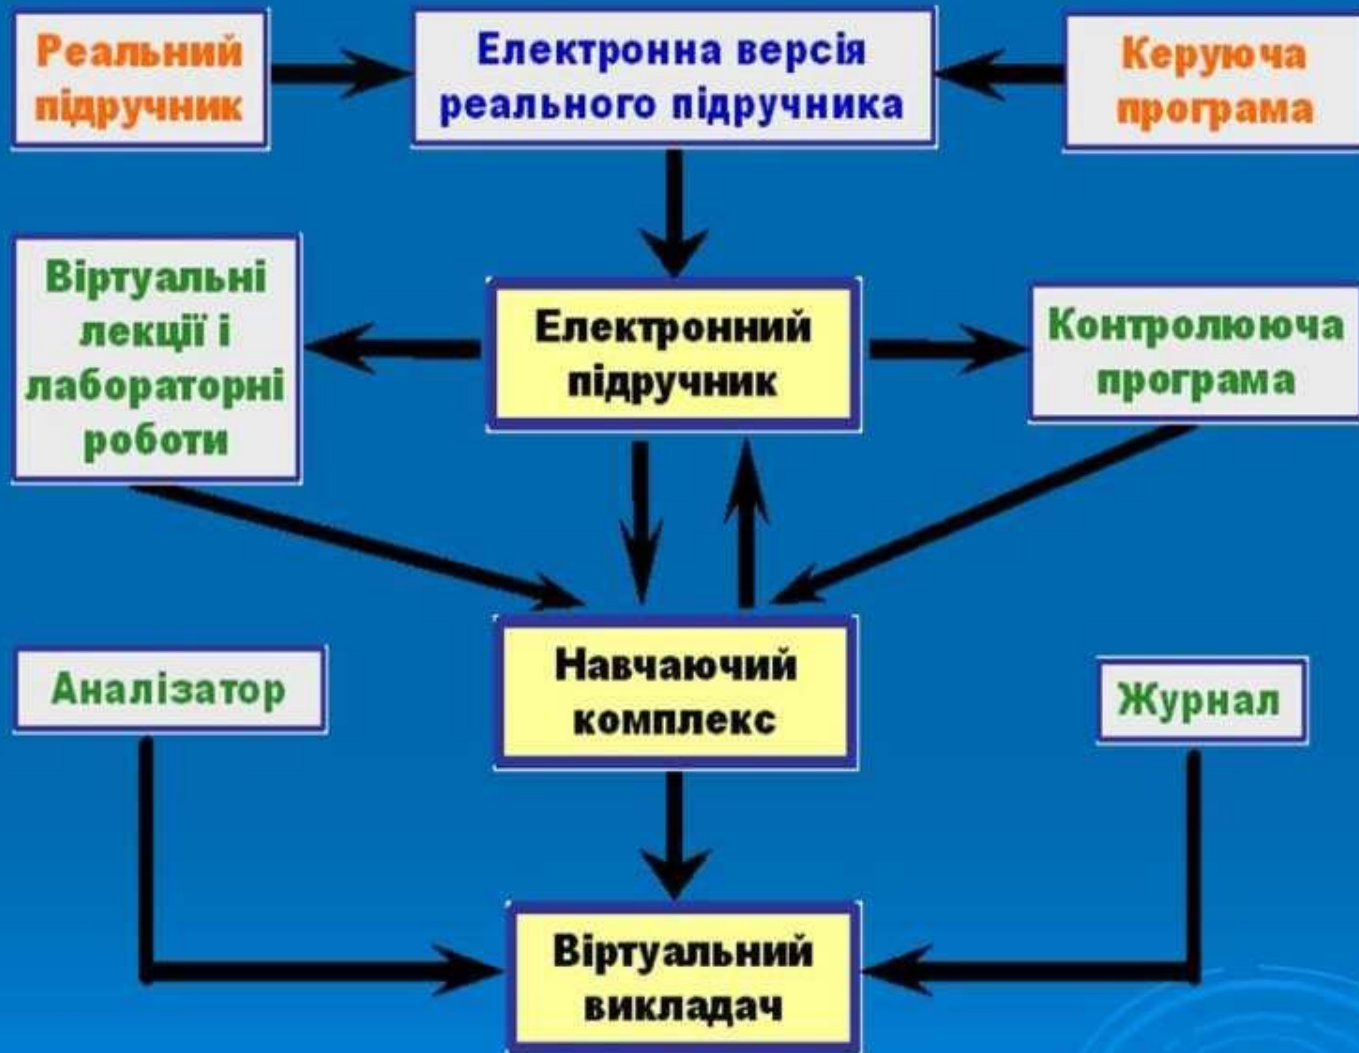 Реальний
підручник
Електронна версія
реального підручника
Керуюча
програма
Віртуальні
лекції і
лабораторні
роботи
Електронний
підручник
Контролююча
програма
Аналізатор
Навчаючий
комплекс
Журнал
Віртуальний
викладач